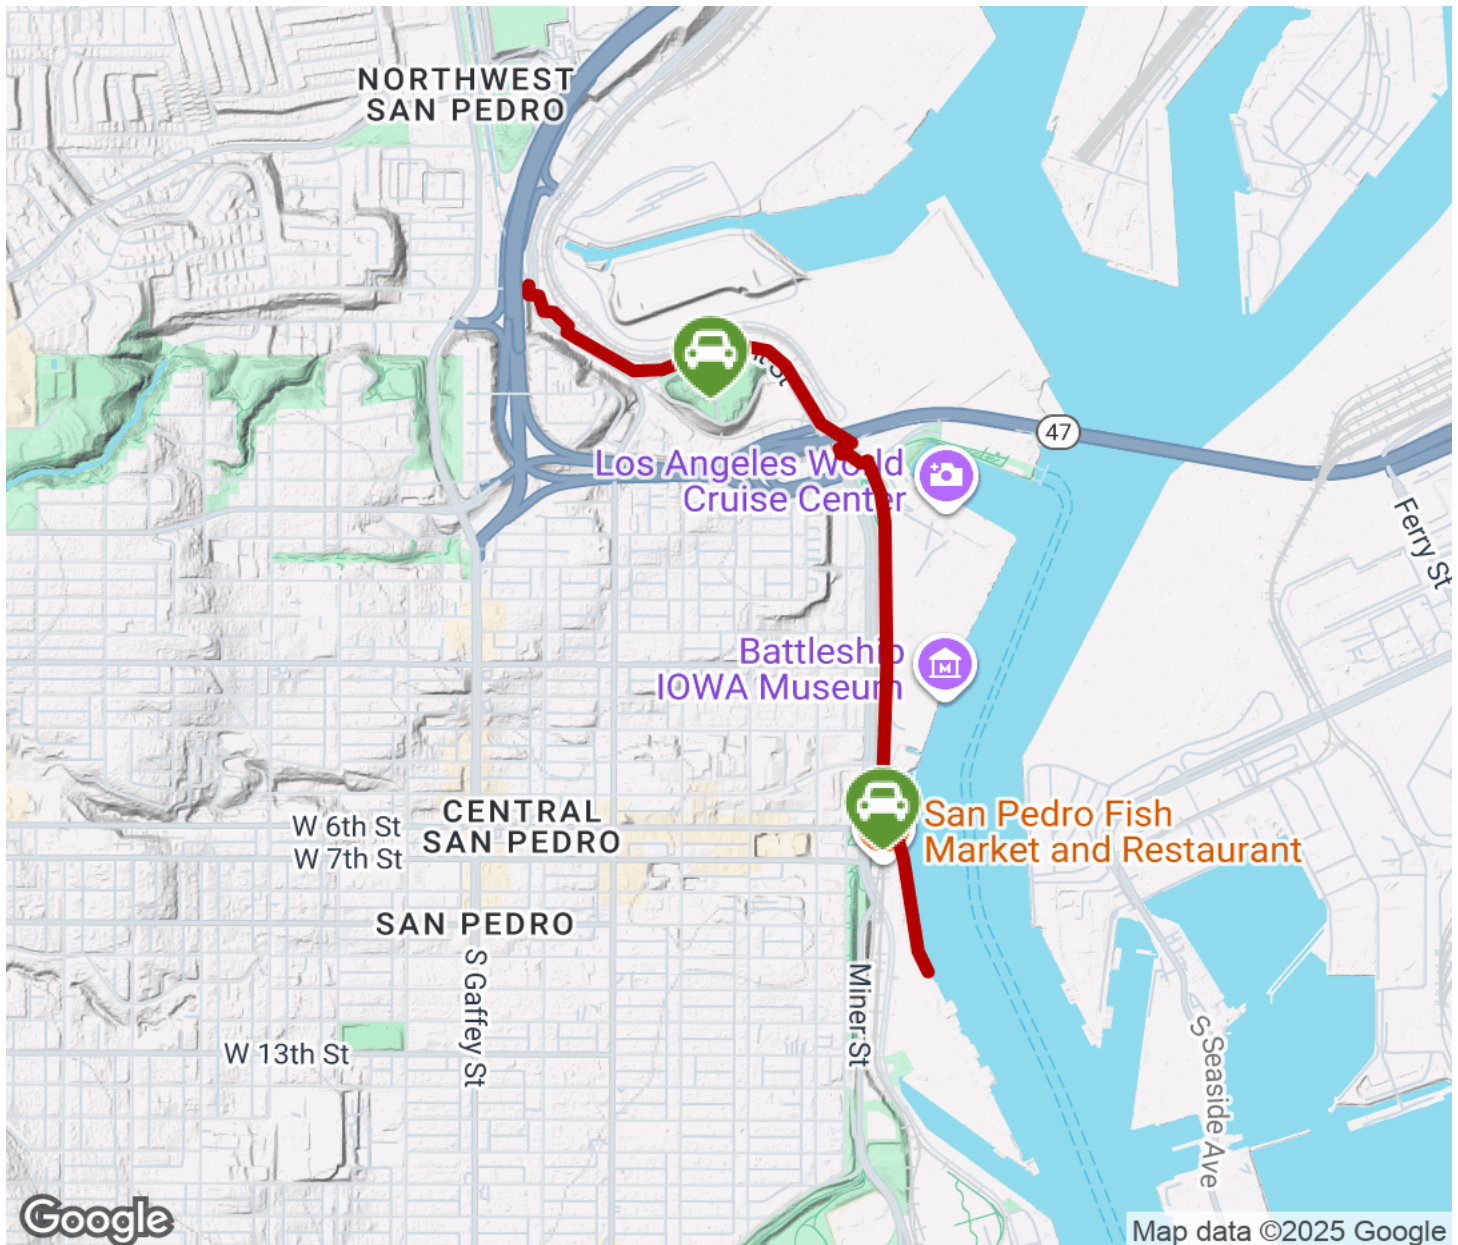 NORTHWEST
SAN PEDRO
47
Los Angeles World
Cruise Center
Ferry St
Battleship
IOWA Museum
CENTRAL
SAN PEDRO
W 6th St
W 7th St
San Pedro Fish
Market and Restaurant
SAN PEDRO
S Gaffey St
Miner St
W 13th St
S Seaside Ave
Google
Map data ©2025 Google